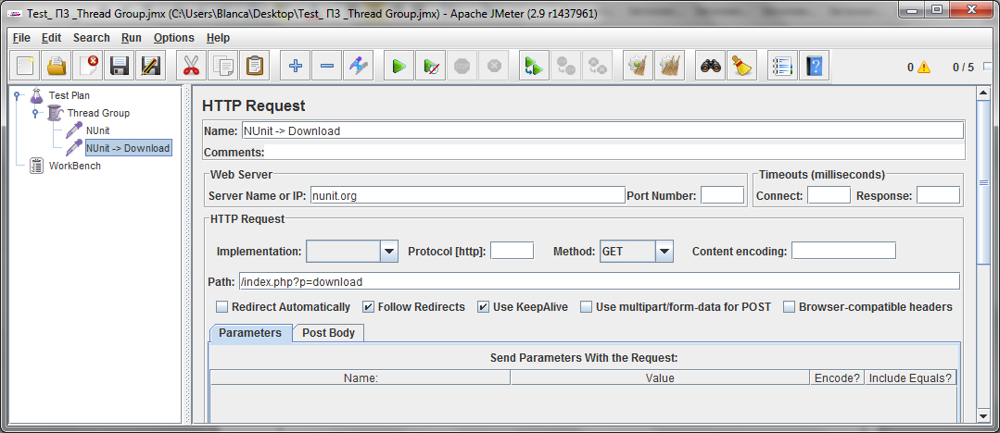 Test_ ПЗ _Thread Group.jmx (C:\Users\Blanca\Desktop\Test_ ПЗ _Thread Group.jmx) - Apache JMeter (2.9 r1437961)
File Edit Search Run Options Help
STOP
0 0 / 5
Test Plan
Thread Group
NUnit
NUnit -> Download
WorkBench
HTTP Request
Name: NUnit -> Download
Comments:
Web Server
Server Name or IP: nunit.org Port Number:
Timeouts (milliseconds)
Connect: Response:
HTTP Request
Implementation: Protocol [http]: Method: GET Content encoding:
Path: /index.php?p=download
Redirect Automatically Follow Redirects Use KeepAlive Use multipart/form-data for POST Browser-compatible headers
Parameters Post Body
Send Parameters With the Request:
Name: Value Encode? Include Equals?